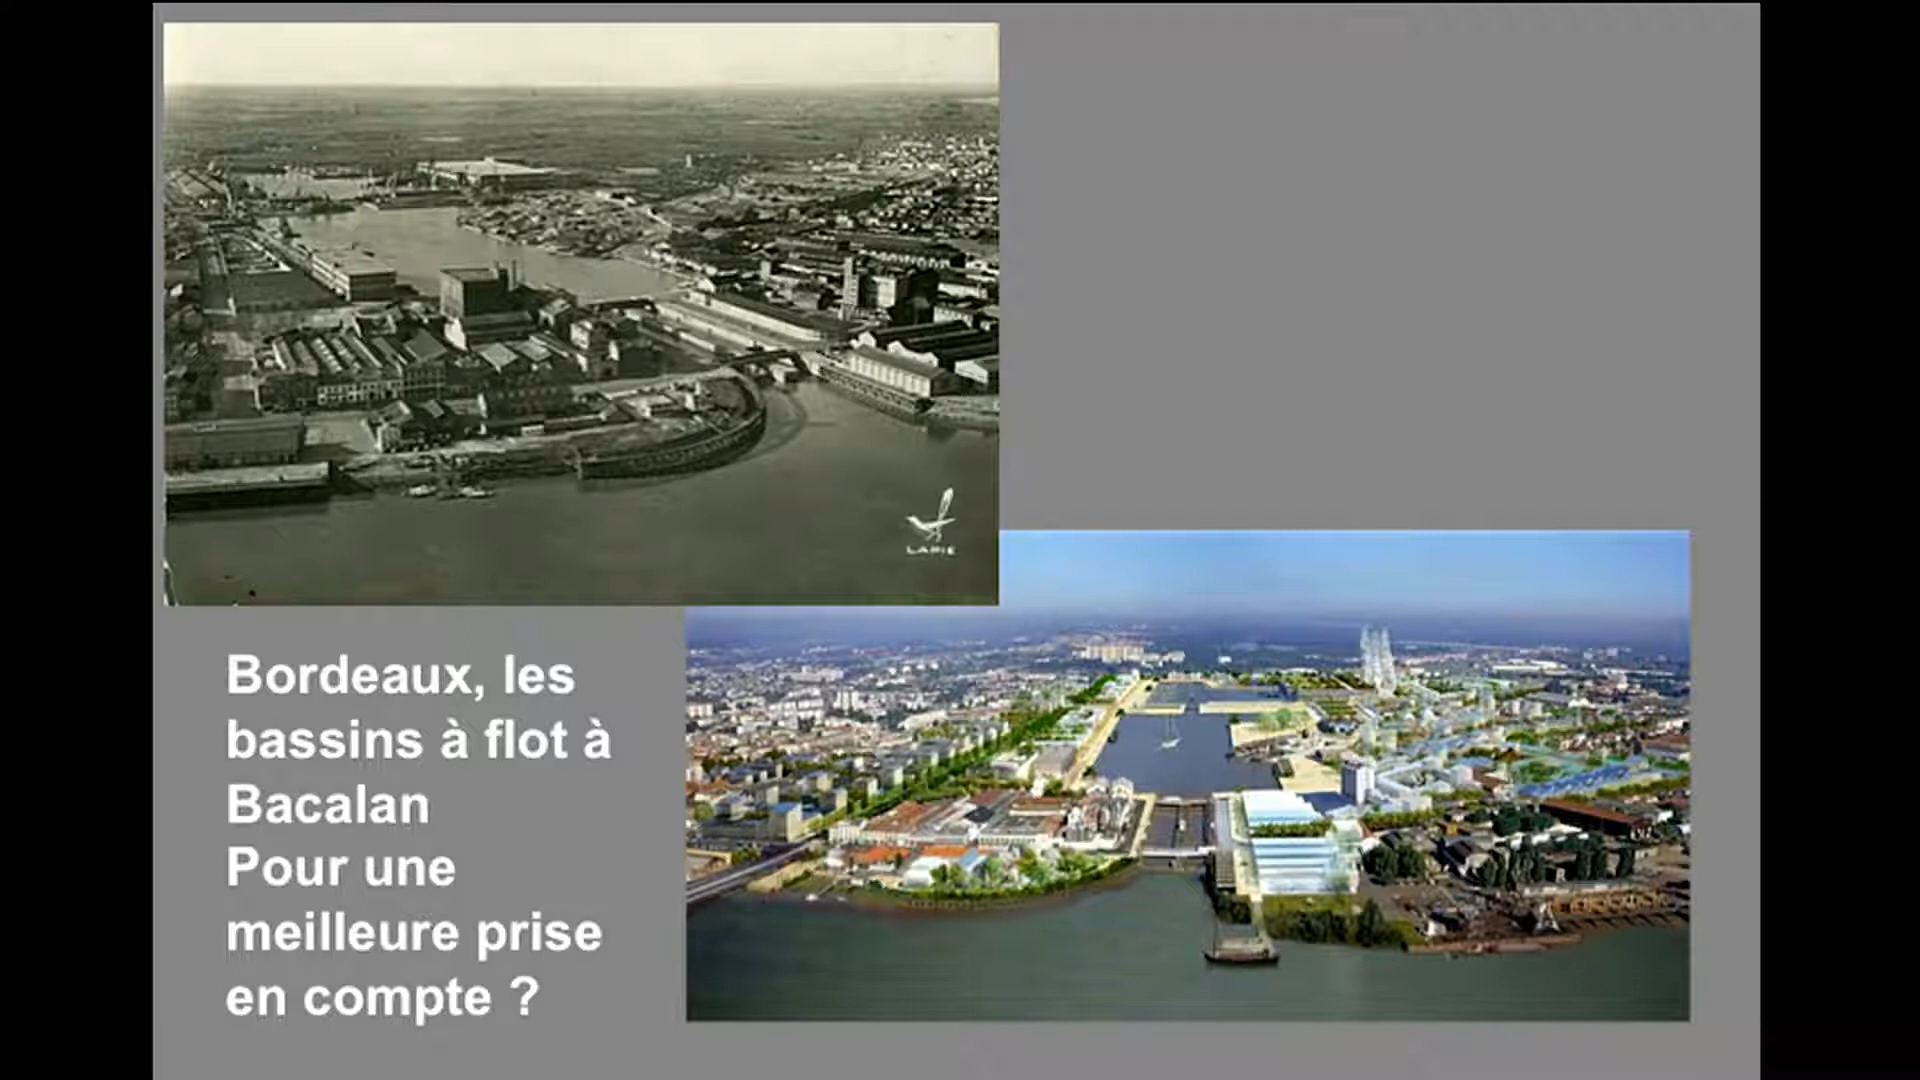 LAPIE
Bordeaux, les
bassins à flot à
Bacalan
Pour une
meilleure prise
en compte ?